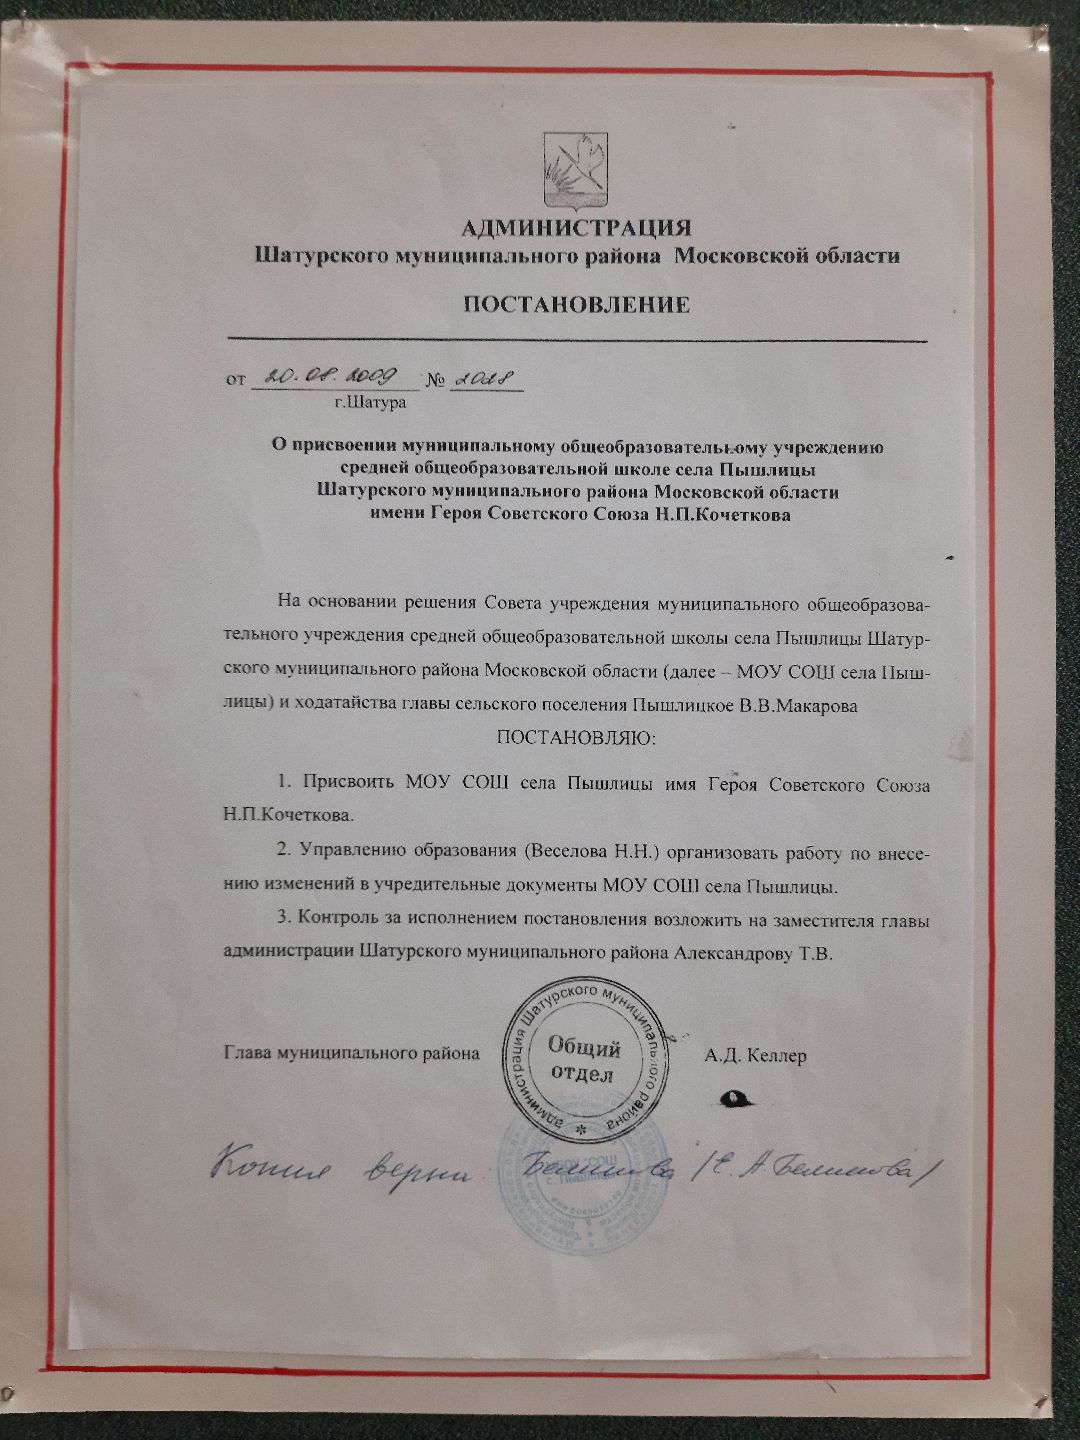 АДМИНИСТРАЦИЯ
Шатурского муниципального района Московской области
ПОСТАНОВЛЕНИЕ
от 20.08.2009 № 2028
г.Шатура
О присвоении муниципальному общеобразовательному учреждению
средней общеобразовательной школе села Пышлицы
Шатурского муниципального района Московской области
имени Героя Советского Союза Н.П.Кочеткова
На основании решения Совета учреждения муниципального общеобразова-
тельного учреждения средней общеобразовательной школы села Пышлицы Шатур-
ского муниципального района Московской области (далее – МОУ СОШ села Пыш-
лицы) и ходатайства главы сельского поселения Пышлицкое В.В.Макарова
ПОСТАНОВЛЯЮ:
1. Присвоить МОУ СОШ села Пышлицы имя Героя Советского Союза
Н.П.Кочеткова.
2. Управлению образования (Веселова Н.Н.) организовать работу по внесе-
нию изменений в учредительные документы МОУ СОШ села Пышлицы.
3. Контроль за исполнением постановления возложить на заместителя главы
администрации Шатурского муниципального района Александрову Т.В.
администрация Шатурского муниципального района *
Общий
отдел
Глава муниципального района А.Д. Келлер
Копия верна
МОУ "СОШ
с. Пышлицы"